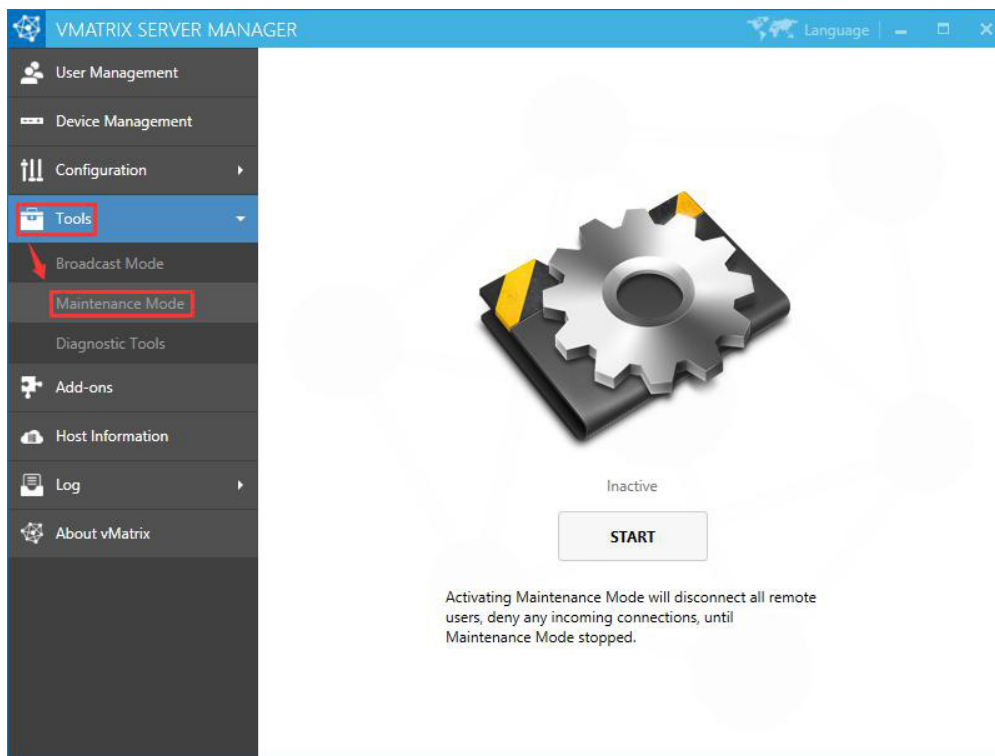 VMATRIX SERVER MANAGER
Language
User Management
Device Management
Configuration
Tools
Broadcast Mode
Maintenance Mode
Diagnostic Tools
Add-ons
Host Information
Log
About vMatrix
Inactive
START
Activating Maintenance Mode will disconnect all remote
users, deny any incoming connections, until
Maintenance Mode stopped.